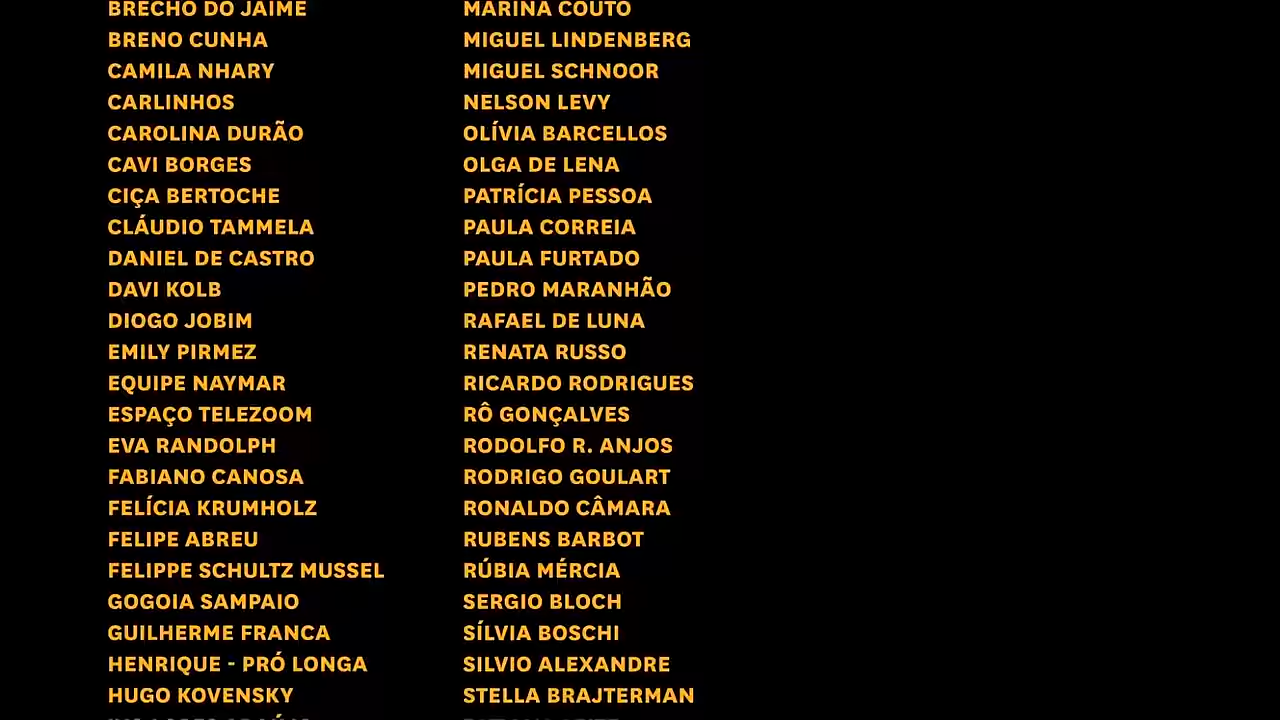 BRECHÓ DO JAIME
BRENO CUNHA
CAMILA NHARY
CARLINHOS
CAROLINA DURÃO
CAVI BORGES
CIÇA BERTOCHE
CLÁUDIO TAMMELA
DANIEL DE CASTRO
DAVI KOLB
DIOGO JOBIM
EMILY PIRMEZ
EQUIPE NAYMAR
ESPAÇO TELEZOOM
EVA RANDOLPH
FABIANO CANOSA
FELÍCIA KRUMHOLZ
FELIPE ABREU
FELIPPE SCHULTZ MUSSEL
GOGOIA SAMPAIO
GUILHERME FRANCA
HENRIQUE - PRÓ LONGA
HUGO KOVENSKY
MARINA COUTO
MIGUEL LINDENBERG
MIGUEL SCHNOOR
NELSON LEVY
OLÍVIA BARCELLOS
OLGA DE LENA
PATRÍCIA PESSOA
PAULA CORREIA
PAULA FURTADO
PEDRO MARANHÃO
RAFAEL DE LUNA
RENATA RUSSO
RICARDO RODRIGUES
RÔ GONÇALVES
RODOLFO R. ANJOS
RODRIGO GOULART
RONALDO CÂMARA
RUBENS BARBOT
RÚBIA MÉRCIA
SERGIO BLOCH
SÍLVIA BOSCHI
SILVIO ALEXANDRE
STELLA BRAJTERMAN